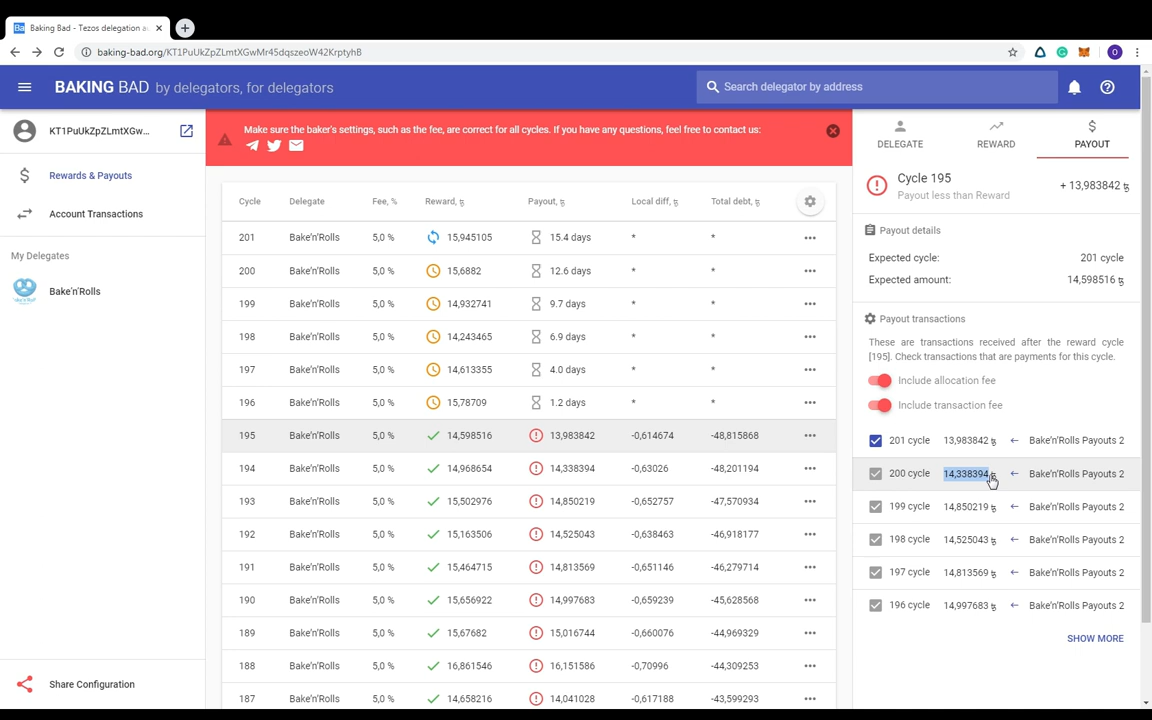 Baking Bad - Tezos delegation au
baking-bad.org/KT1PuUkZpZLmtXGwMr45dqszeoW42KrptyhB
O
BAKING BAD by delegators, for delegators
Search delegator by address
KT1PuUkZpZLmtXGw...
Rewards & Payouts
Account Transactions
My Delegates
Bake'n'Rolls
Share Configuration
Make sure the baker's settings, such as the fee, are correct for all cycles. If you have any questions, feel free to contact us:
Cycle Delegate Fee, % Reward, ꜩ Payout, ꜩ Local diff, ꜩ Total debt, ꜩ
201 Bake'n'Rolls 5,0 % 15,945105 15.4 days * * •••
200 Bake'n'Rolls 5,0 % 15,6882 12.6 days * * •••
199 Bake'n'Rolls 5,0 % 14,932741 9.7 days * * •••
198 Bake'n'Rolls 5,0 % 14,243465 6.9 days * * •••
197 Bake'n'Rolls 5,0 % 14,613355 4.0 days * * •••
196 Bake'n'Rolls 5,0 % 15,78709 1.2 days * * •••
195 Bake'n'Rolls 5,0 % 14,598516 13,983842 -0,614674 -48,815868 •••
194 Bake'n'Rolls 5,0 % 14,968654 14,338394 -0,63026 -48,201194 •••
193 Bake'n'Rolls 5,0 % 15,502976 14,850219 -0,652757 -47,570934 •••
192 Bake'n'Rolls 5,0 % 15,163506 14,525043 -0,638463 -46,918177 •••
191 Bake'n'Rolls 5,0 % 15,464715 14,813569 -0,651146 -46,279714 •••
190 Bake'n'Rolls 5,0 % 15,656922 14,997683 -0,659239 -45,628568 •••
189 Bake'n'Rolls 5,0 % 15,67682 15,016744 -0,660076 -44,969329 •••
188 Bake'n'Rolls 5,0 % 16,861546 16,151586 -0,70996 -44,309253 •••
187 Bake'n'Rolls 5,0 % 14,658216 14,041028 -0,617188 -43,599293 •••
DELEGATE REWARD PAYOUT
Cycle 195
+ 13,983842 ꜩ
Payout less than Reward
Payout details
Expected cycle: 201 cycle
Expected amount: 14,598516 ꜩ
Payout transactions
These are transactions received after the reward cycle
[195]. Check transactions that are payments for this cycle.
Include allocation fee
Include transaction fee
201 cycle 13,983842 ꜩ ← Bake'n'Rolls Payouts 2
200 cycle 14,338394 ꜩ ← Bake'n'Rolls Payouts 2
199 cycle 14,850219 ꜩ ← Bake'n'Rolls Payouts 2
198 cycle 14,525043 ꜩ ← Bake'n'Rolls Payouts 2
197 cycle 14,813569 ꜩ ← Bake'n'Rolls Payouts 2
196 cycle 14,997683 ꜩ ← Bake'n'Rolls Payouts 2
SHOW MORE